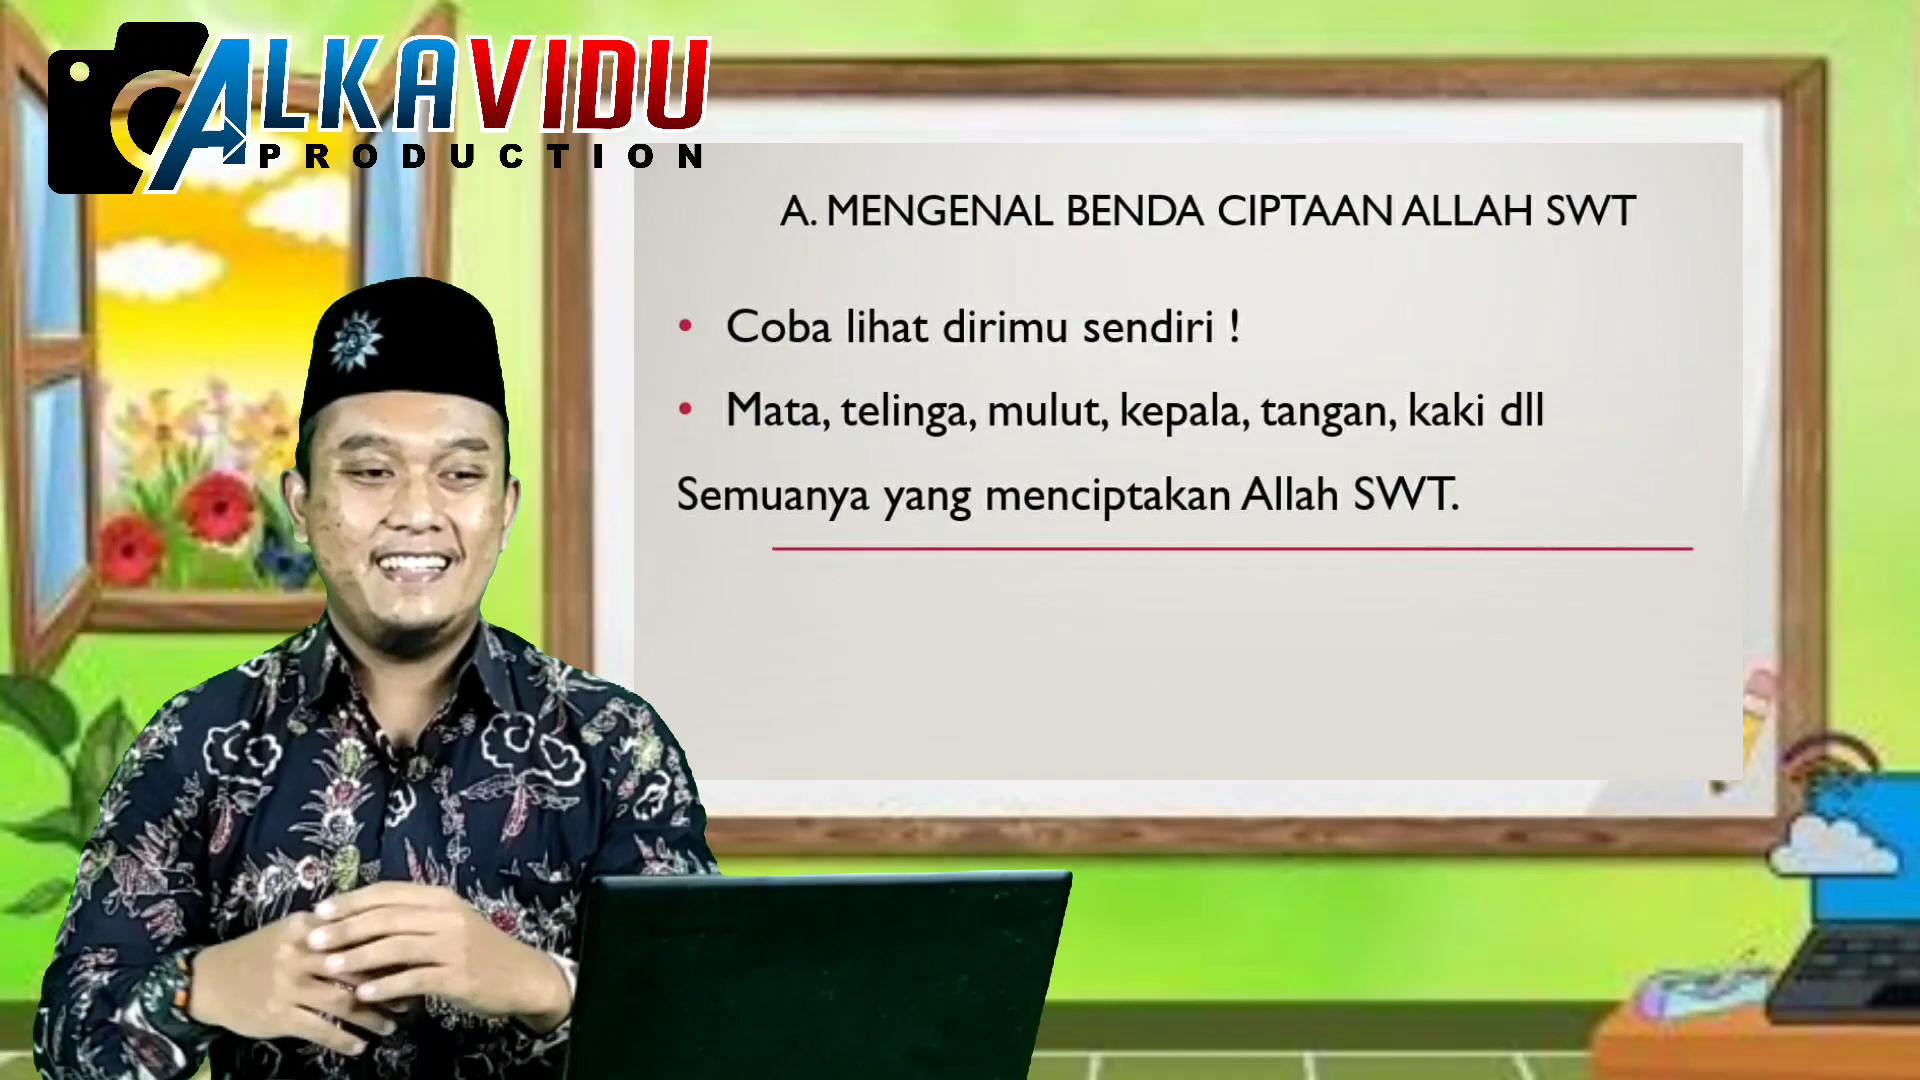 ALKAVIDU
PRODUCTION
A. MENGENAL BENDA CIPTAAN ALLAH SWT
• Coba lihat dirimu sendiri !
• Mata, telinga, mulut, kepala, tangan, kaki dll
Semuanya yang menciptakan Allah SWT.